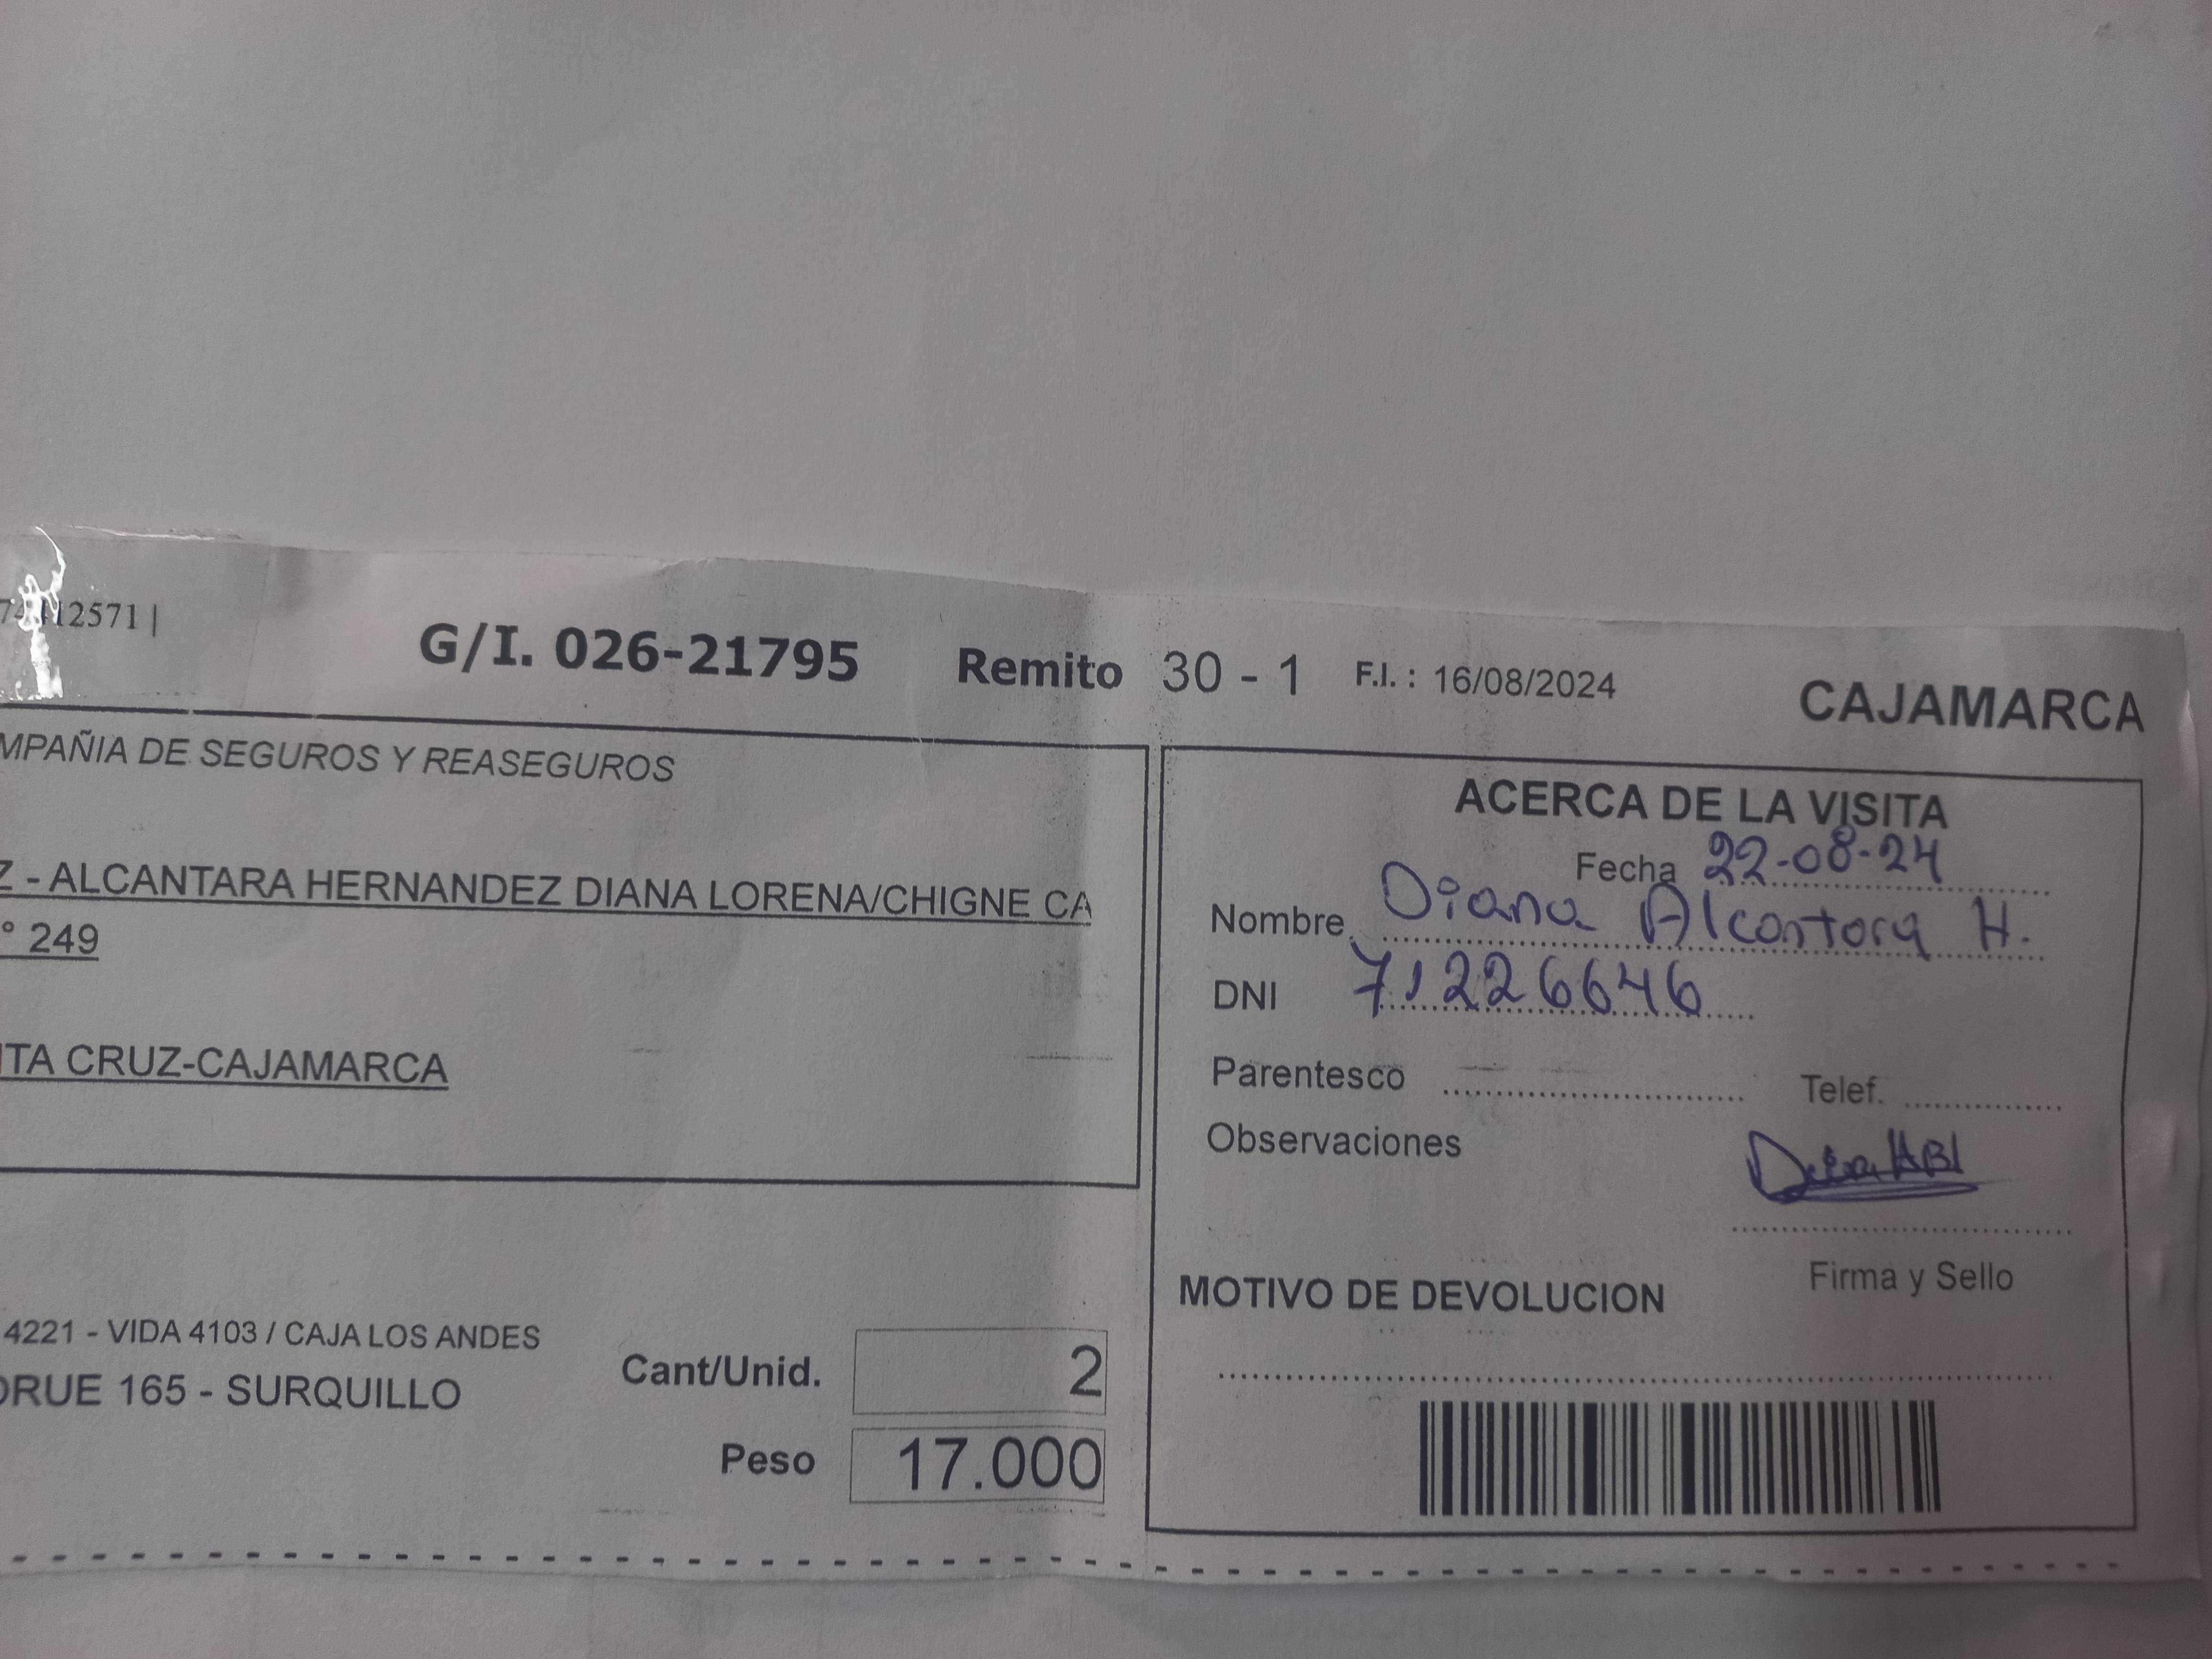 12571 |
G/I. 026-21795 Remito 30 - 1 F.I. : 16/08/2024 CAJAMARCA
MPAÑIA DE SEGUROS Y REASEGUROS
Z - ALCANTARA HERNANDEZ DIANA LORENA/CHIGNE CA
° 249
ITA CRUZ-CAJAMARCA
4221 - VIDA 4103 / CAJA LOS ANDES
ORUE 165 - SURQUILLO
Cant/Unid. 2
Peso 17.000
ACERCA DE LA VISITA
Fecha 22-08-24
Nombre Diana Alcantara H.
DNI 71226646
Parentesco
Telef.
Observaciones
Firma y Sello
MOTIVO DE DEVOLUCION